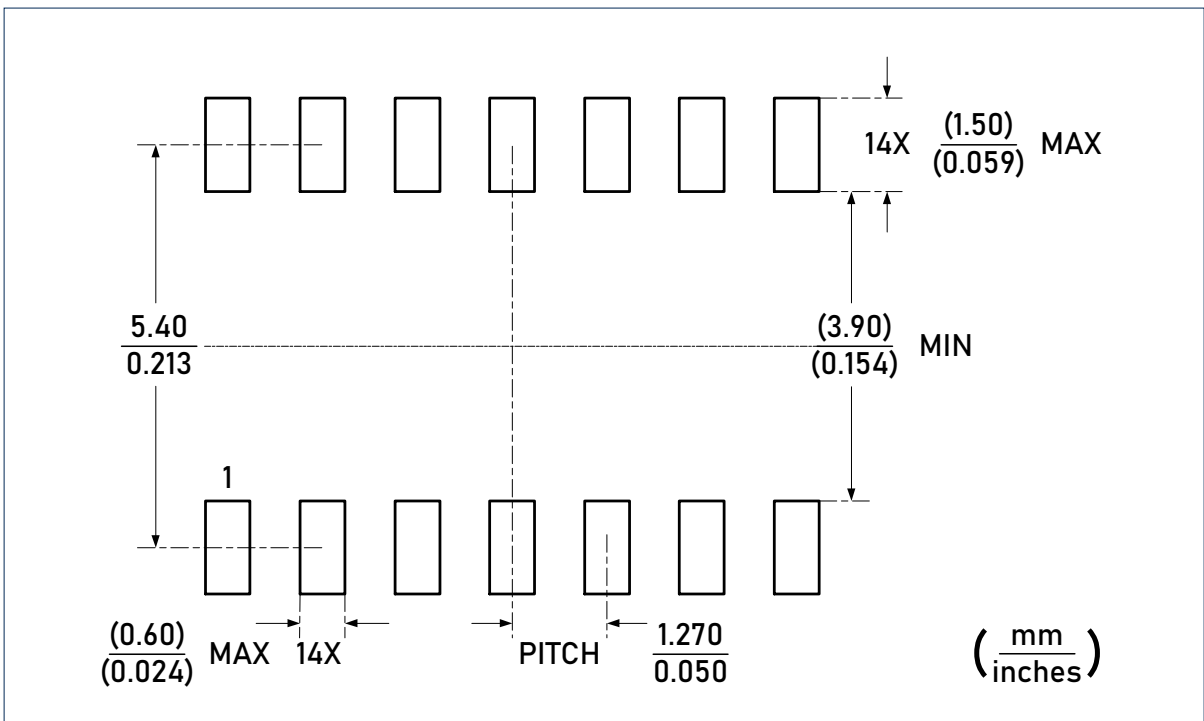 14X (1.50) MAX
(0.059)
5.40
0.213
(3.90) MIN
(0.154)
1
(0.60) MAX 14X
(0.024)
PITCH 1.270
0.050
(mm
inches)